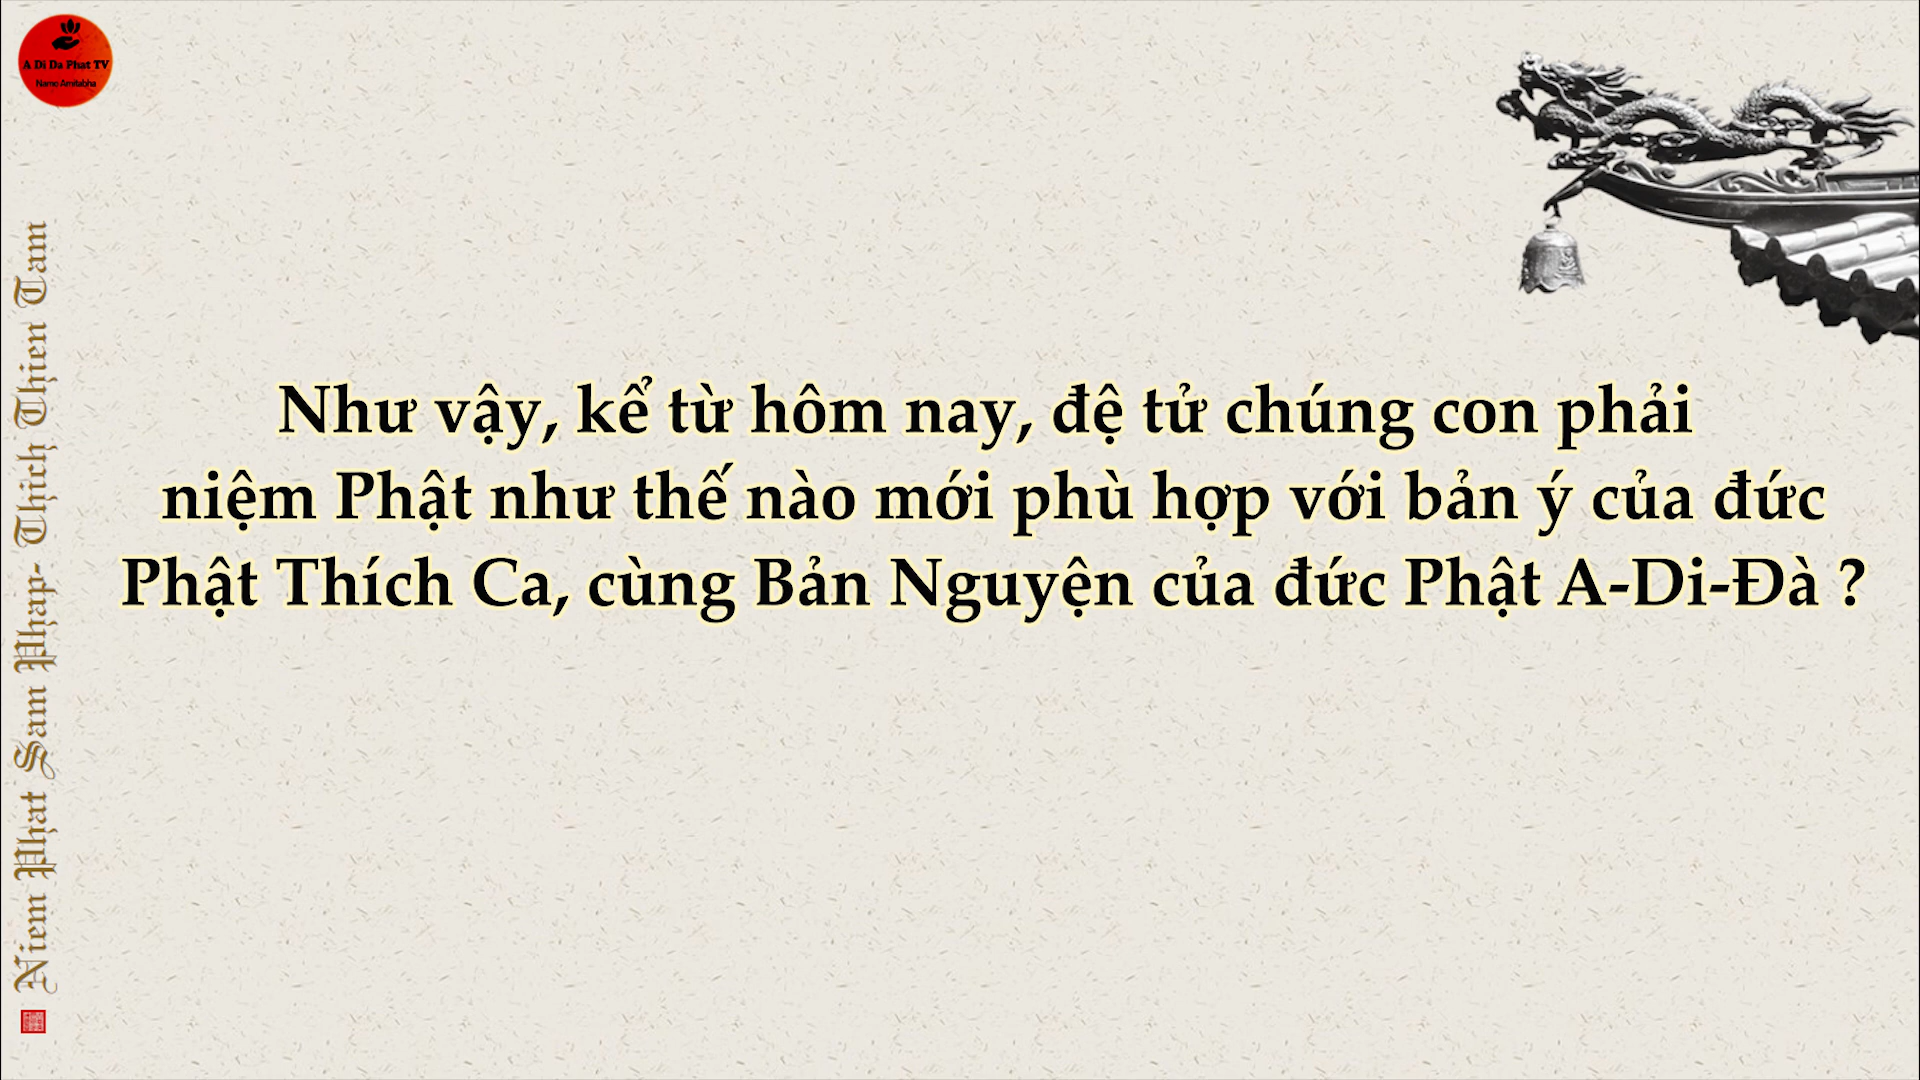 A Di Da Phat TV
Namo Amitabha
Niem Phat Sam Phap- Thich Thien Tam
Như vậy, kể từ hôm nay, đệ tử chúng con phải
niệm Phật như thế nào mới phù hợp với bản ý của đức
Phật Thích Ca, cùng Bản Nguyện của đức Phật A-Di-Đà ?